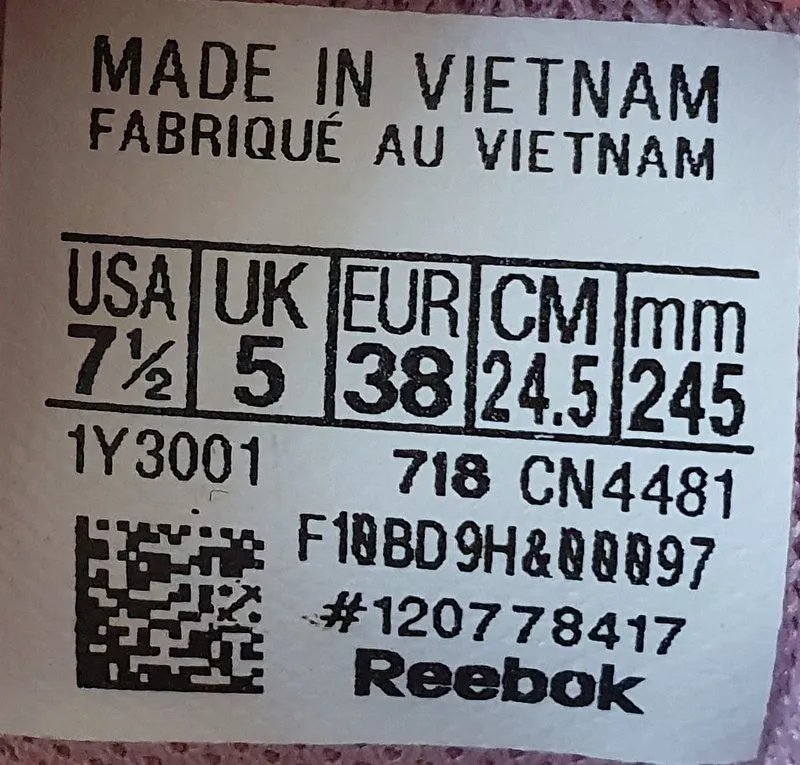 MADE IN VIETNAM
FABRIQUÉ AU VIETNAM
USA UK EUR CM mm
7½ 5 38 24.5 245
1Y3001 718 CN4481
F10BD9H&00097
#120778417
Reebok